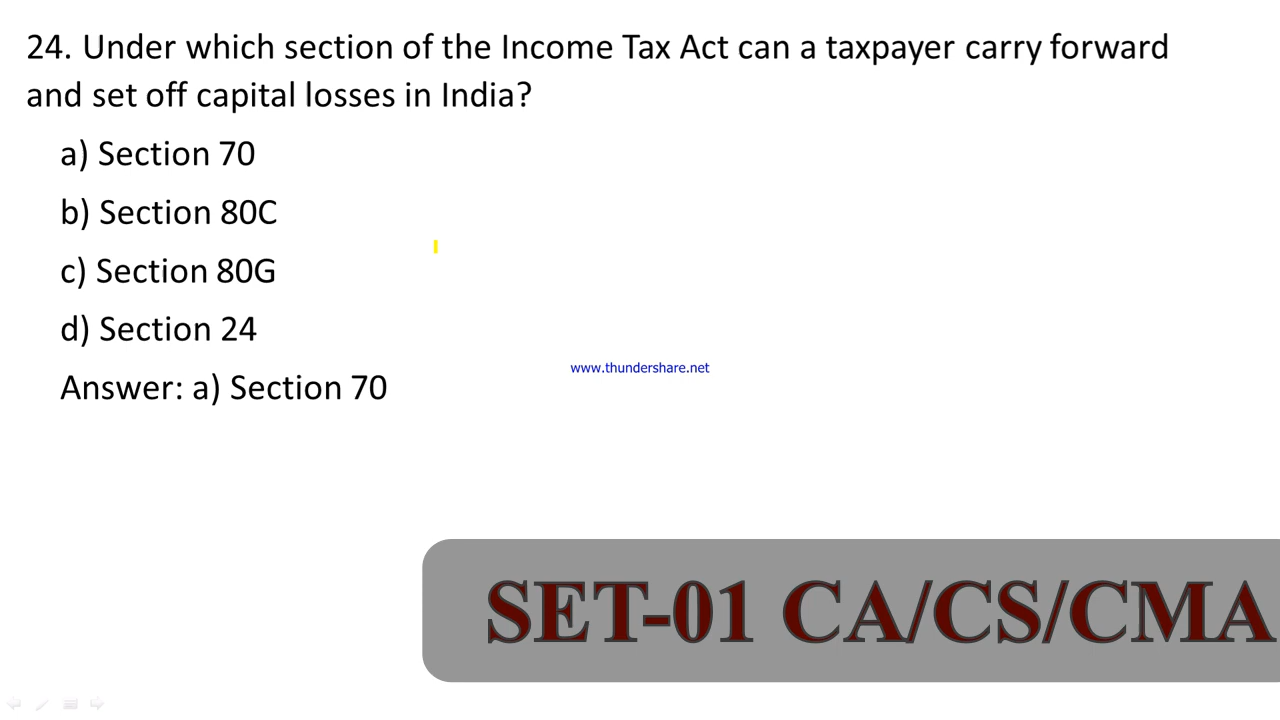 24. Under which section of the Income Tax Act can a taxpayer carry forward
and set off capital losses in India?
a) Section 70
b) Section 80C
c) Section 80G
d) Section 24
www.thundershare.net
Answer: a) Section 70
SET-01 CA/CS/CMA